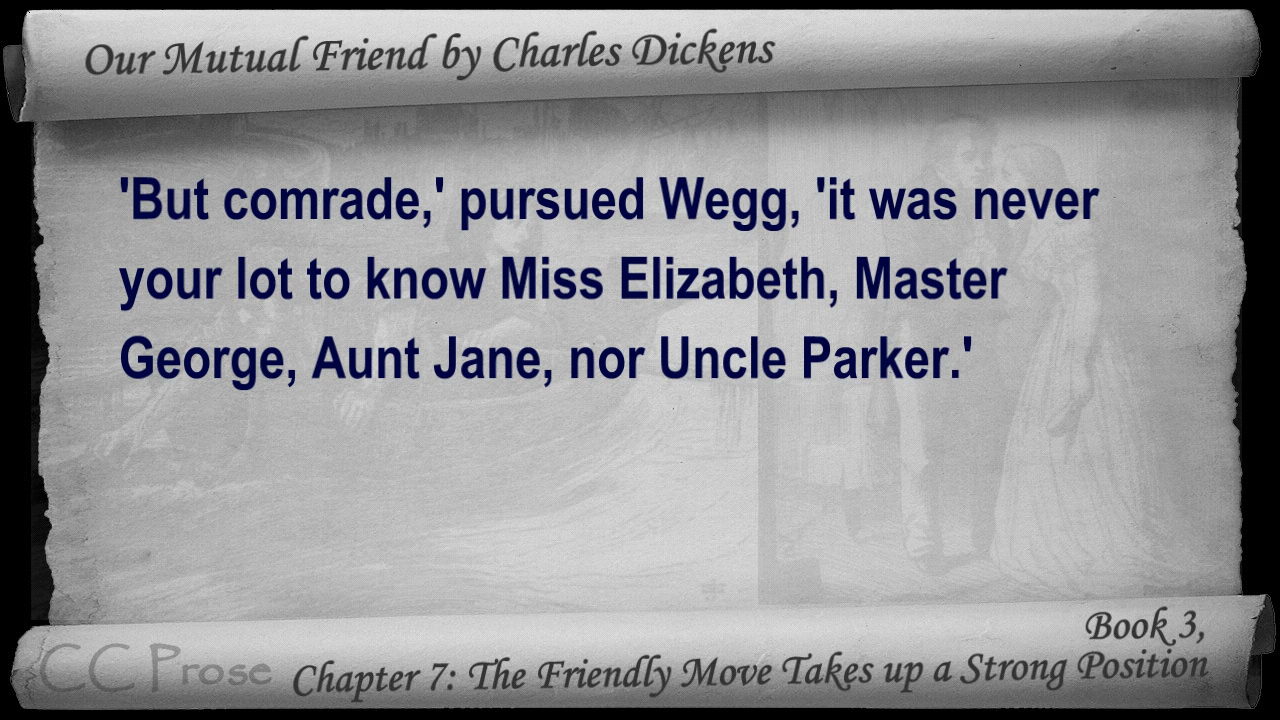 Our Mutual Friend by Charles Dickens
'But comrade,' pursued Wegg, 'it was never
your lot to know Miss Elizabeth, Master
George, Aunt Jane, nor Uncle Parker.'
Book 3,
CC Prose
Chapter 7: The Friendly Move Takes up a Strong Position